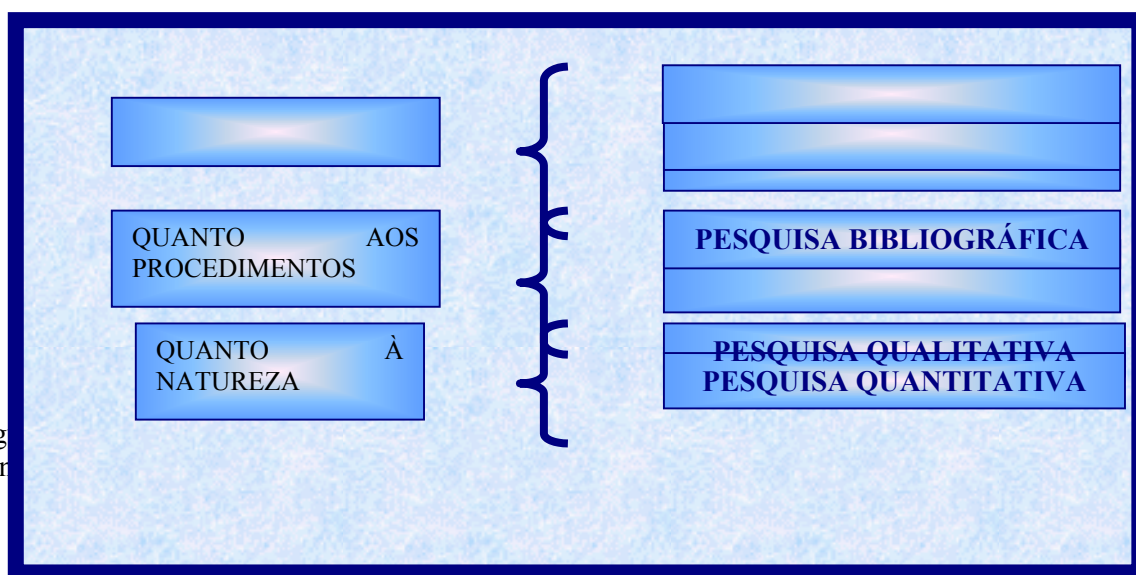 QUANTO AOS
PROCEDIMENTOS
PESQUISA BIBLIOGRÁFICA
QUANTO À
NATUREZA
PESQUISA QUALITATIVA
PESQUISA QUANTITATIVA